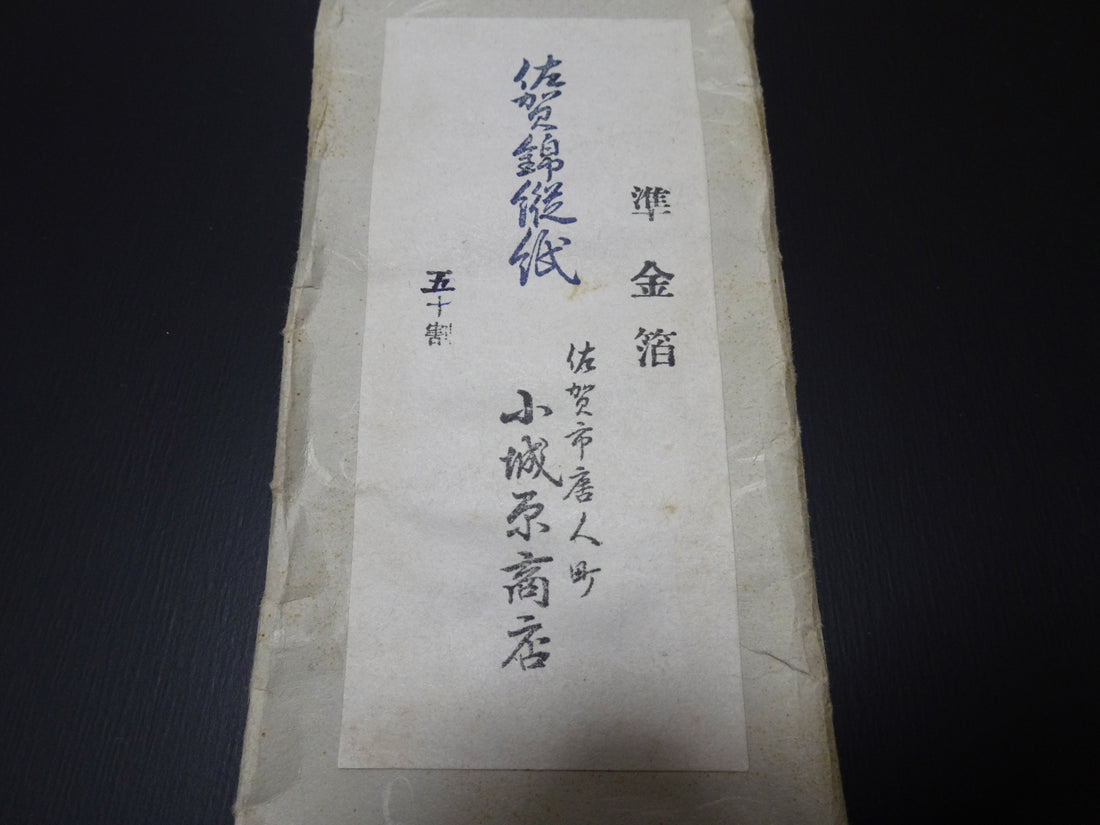 準金箔
佐賀錦縦紙
佐賀市唐人町
小城原商店
五十割